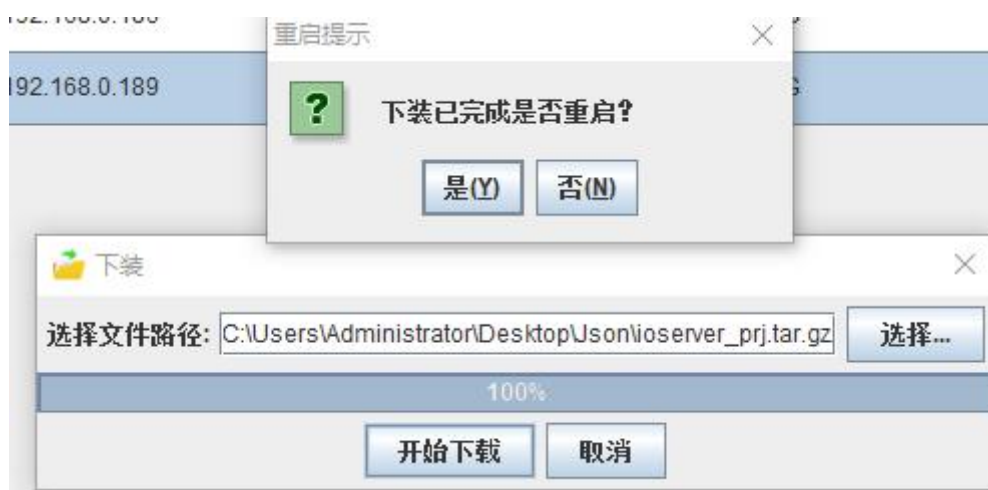 重启提示
192.168.0.189
下装已完成是否重启?
是(Y) 否(N)
下装
选择文件路径: C:\Users\Administrator\Desktop\Json\ioserver_prj.tar.gz 选择...
100%
开始下载 取消